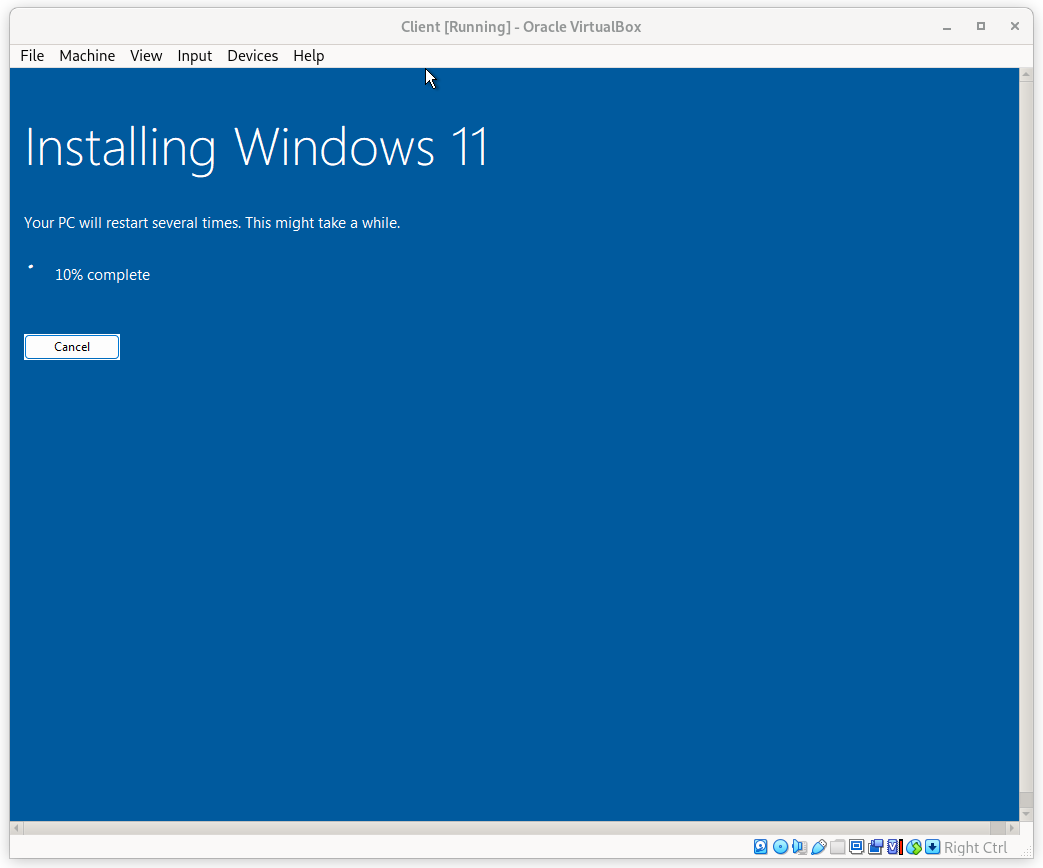 Client [Running] - Oracle VirtualBox
File Machine View Input Devices Help
Installing Windows 11
Your PC will restart several times. This might take a while.
10% complete
Cancel
Right Ctrl